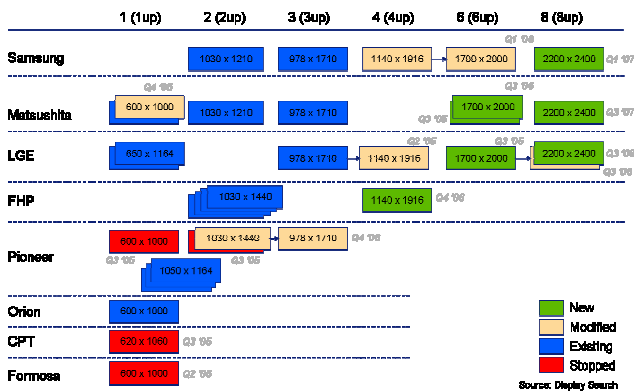 1 (1up) 2 (2up) 3 (3up) 4 (4up) 6 (6up) 8 (8up)
Q1 '06
Samsung 1030 x 1210 978 x 1710 1140 x 1916 1700 x 2000 2200 x 2400 Q1 '07
Q4 '05 Q3 '06
Matsushita 600 x 1000 1030 x 1210 978 x 1710 Q3 '05 1700 x 2000 2200 x 2400 Q3 '07
Q2 '05 Q3 '05
LGE 650 x 1164 978 x 1710 1140 x 1916 1700 x 2000 2200 x 2400 Q3 '08
Q3 '06
FHP 1030 x 1440 1140 x 1916 Q4 '06
Pioneer 600 x 1000 1030 x 1440 978 x 1710 Q4 '06
Q3 '05 Q3 '05
1050 x 1164
Orion 600 x 1000
CPT 620 x 1060 Q3 '05
Formosa 600 x 1000 Q2 '05
New
Modified
Existing
Stopped
Source: Display Search